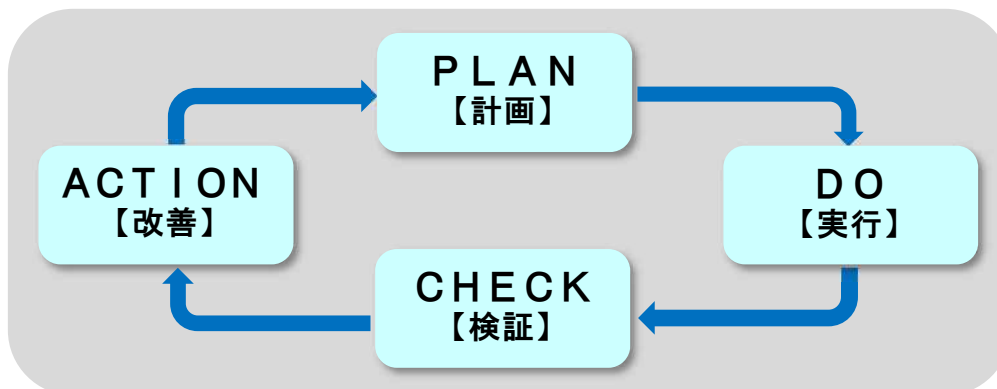 ＰＬＡＮ
【計画】
ＡＣＴＩＯＮ
【改善】
ＤＯ
【実行】
ＣＨＥＣＫ
【検証】